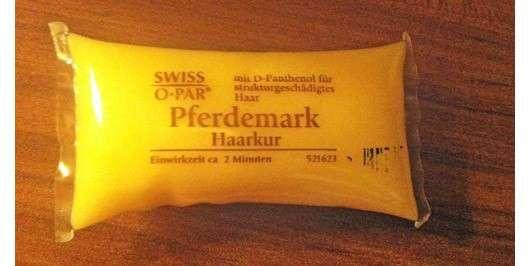 SWISS
O·PAR®
mit D-Panthenol für
strukturgeschädigtes
Haar
Pferdemark
Haarkur
Einwirkzeit ca 2 Minuten 521623